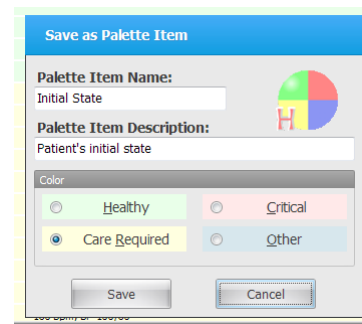 Save as Palette Item
Palette Item Name:
Initial State
H
Palette Item Description:
Patient's initial state
Color
Healthy
Critical
Care Required
Other
Save
Cancel